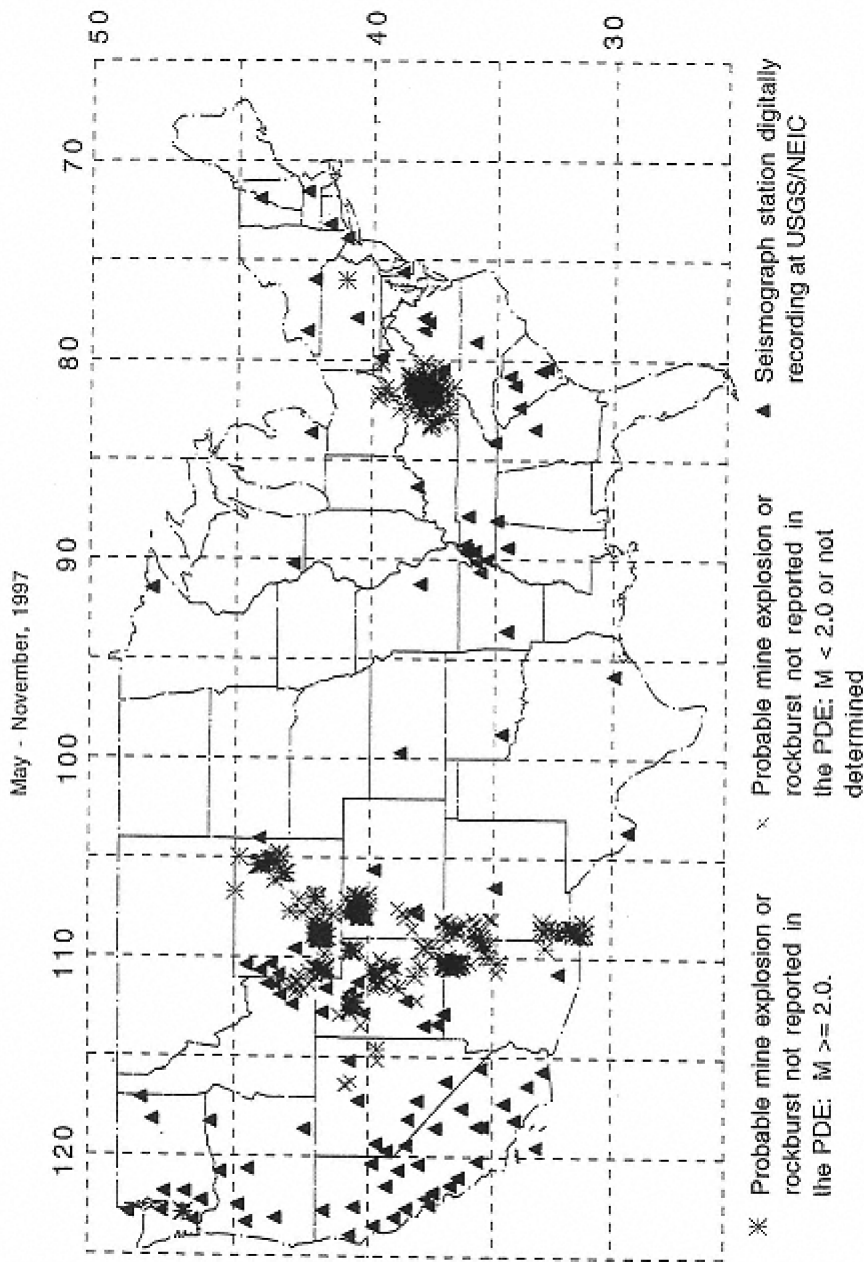 May - November, 1997
120
110
100
90
80
70
50
40
30
Probable mine explosion or
rockburst not reported in
the PDE: M >= 2.0.
Probable mine explosion or
rockburst not reported in
the PDE: M < 2.0 or not
determined
Seismograph station digitally
recording at USGS/NEIC